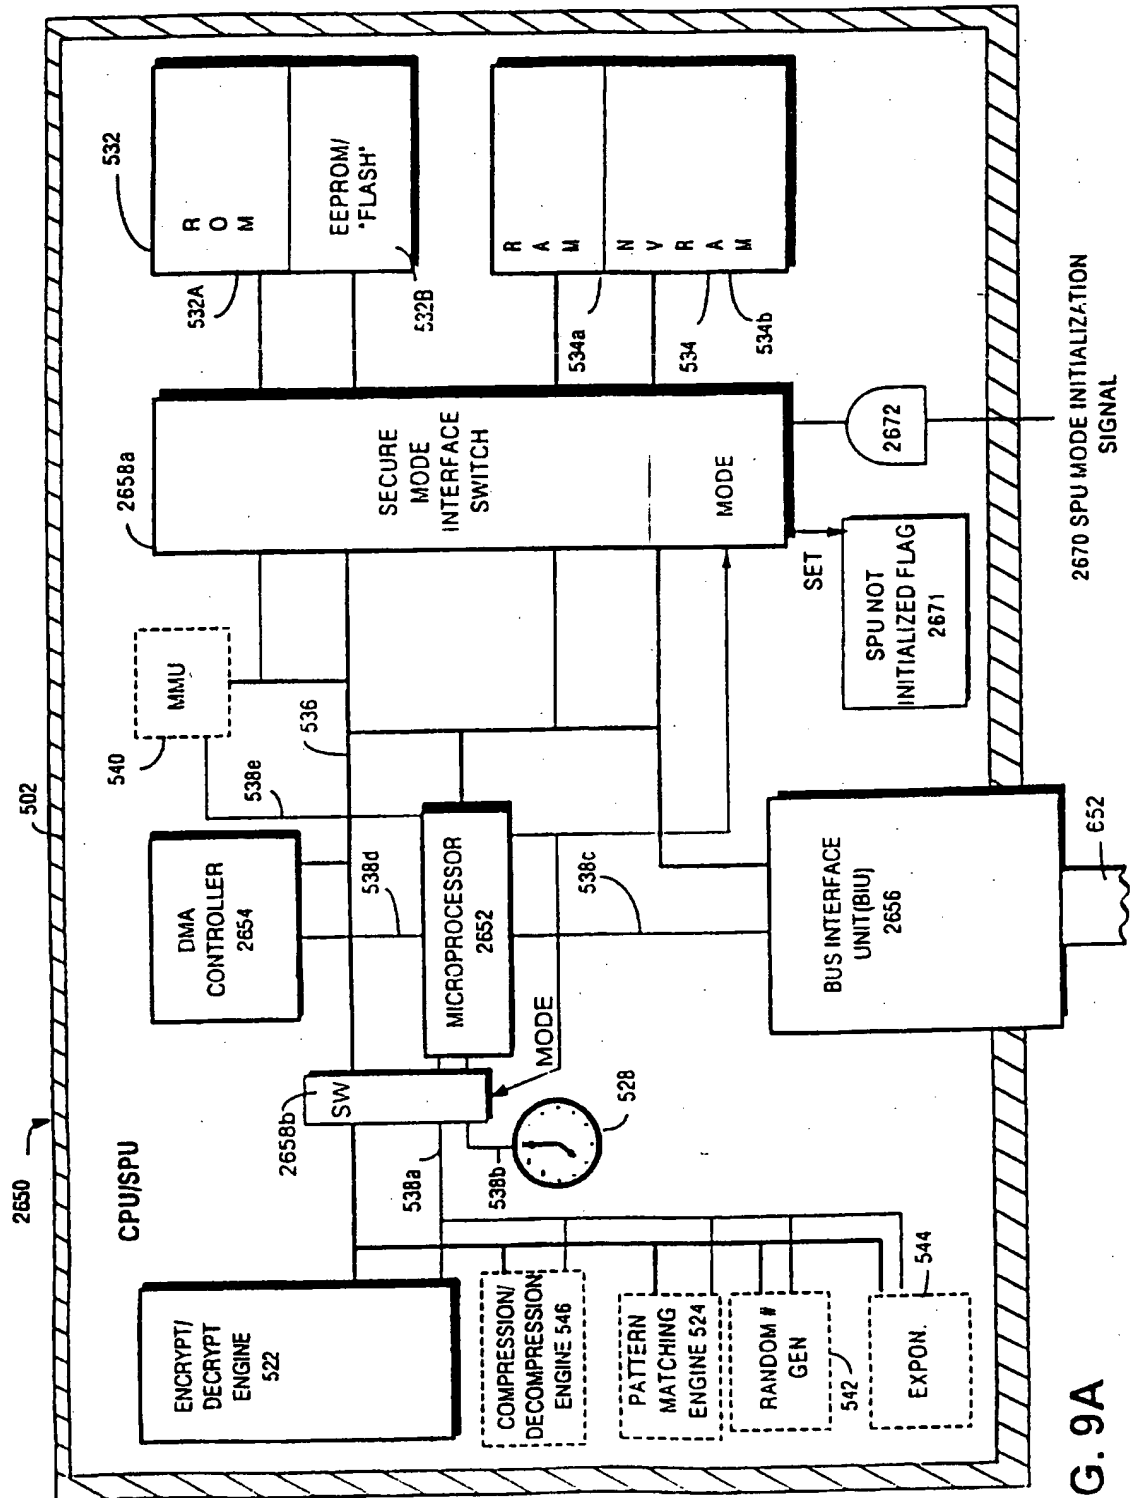 2650
502
CPU/SPU
ENCRYPT/
DECRYPT
ENGINE
522
COMPRESSION/
DECOMPRESSION
ENGINE 546
PATTERN
MATCHING
ENGINE 524
RANDOM #
GEN
542
EXPON.
544
2658b
SW
538a
538b
528
MODE
DMA
CONTROLLER
2654
538d
MICROPROCESSOR
2652
538c
538e
540
MMU
536
BUS INTERFACE
UNIT(BIU)
2656
652
2658a
SECURE
MODE
INTERFACE
SWITCH
MODE
SET
SPU NOT
INITIALIZED FLAG
2671
2672
2670 SPU MODE INITIALIZATION
SIGNAL
532
R
O
M
532A
EEPROM/
"FLASH"
532B
R
A
M
534a
N
V
R
A
M
534
534b
G. 9A